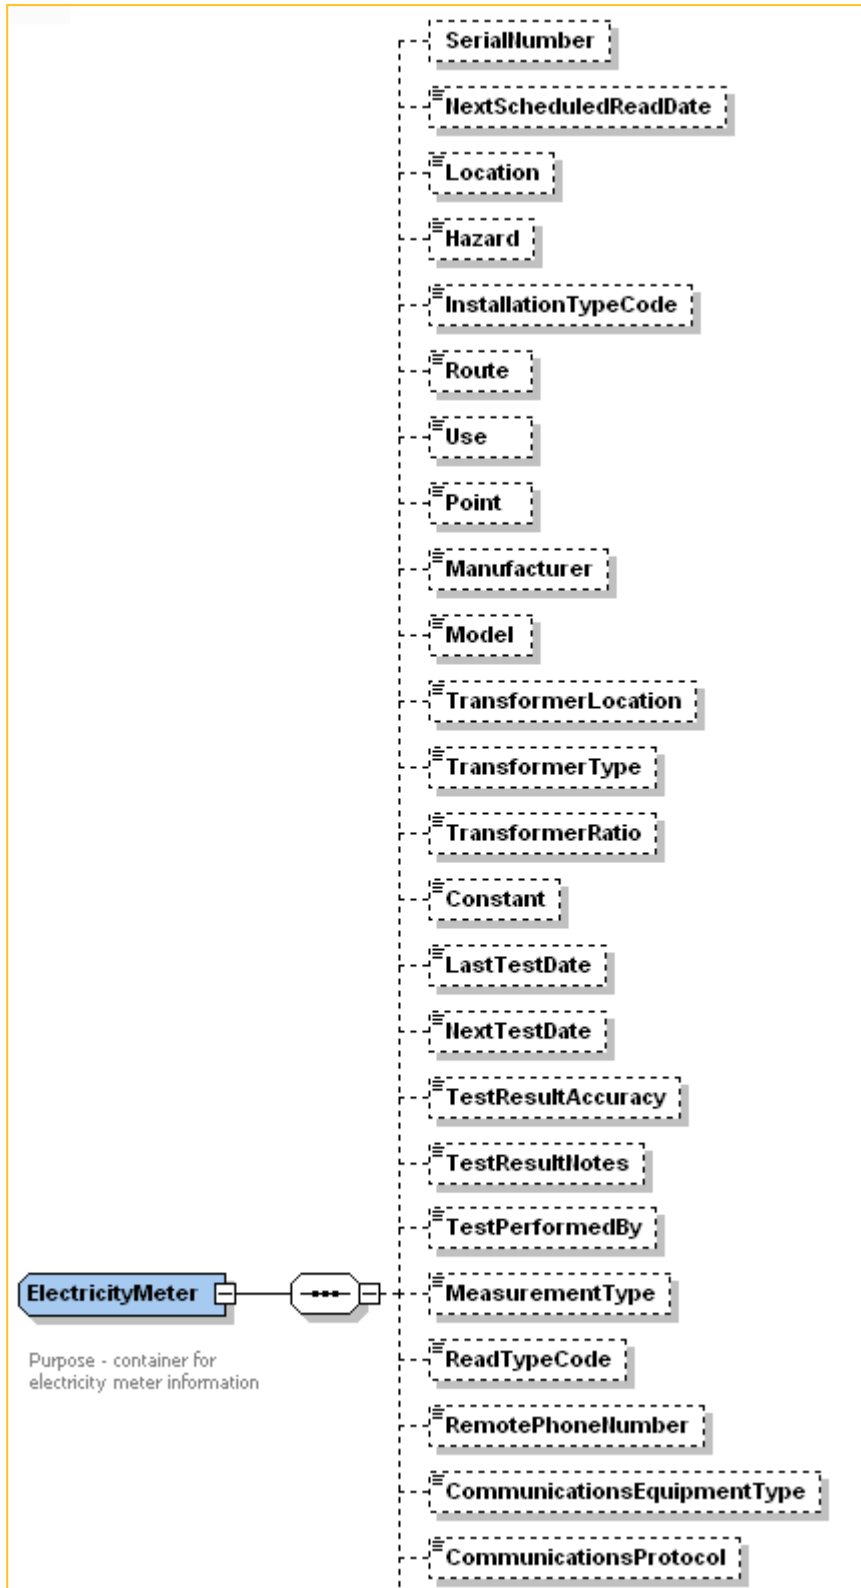 SerialNumber
NextScheduledReadDate
Location
Hazard
InstallationTypeCode
Route
Use
Point
Manufacturer
Model
TransformerLocation
TransformerType
TransformerRatio
Constant
LastTestDate
NextTestDate
TestResultAccuracy
TestResultNotes
TestPerformedBy
ElectricityMeter
MeasurementType
Purpose - container for
electricity meter information
ReadTypeCode
RemotePhoneNumber
CommunicationsEquipmentType
CommunicationsProtocol